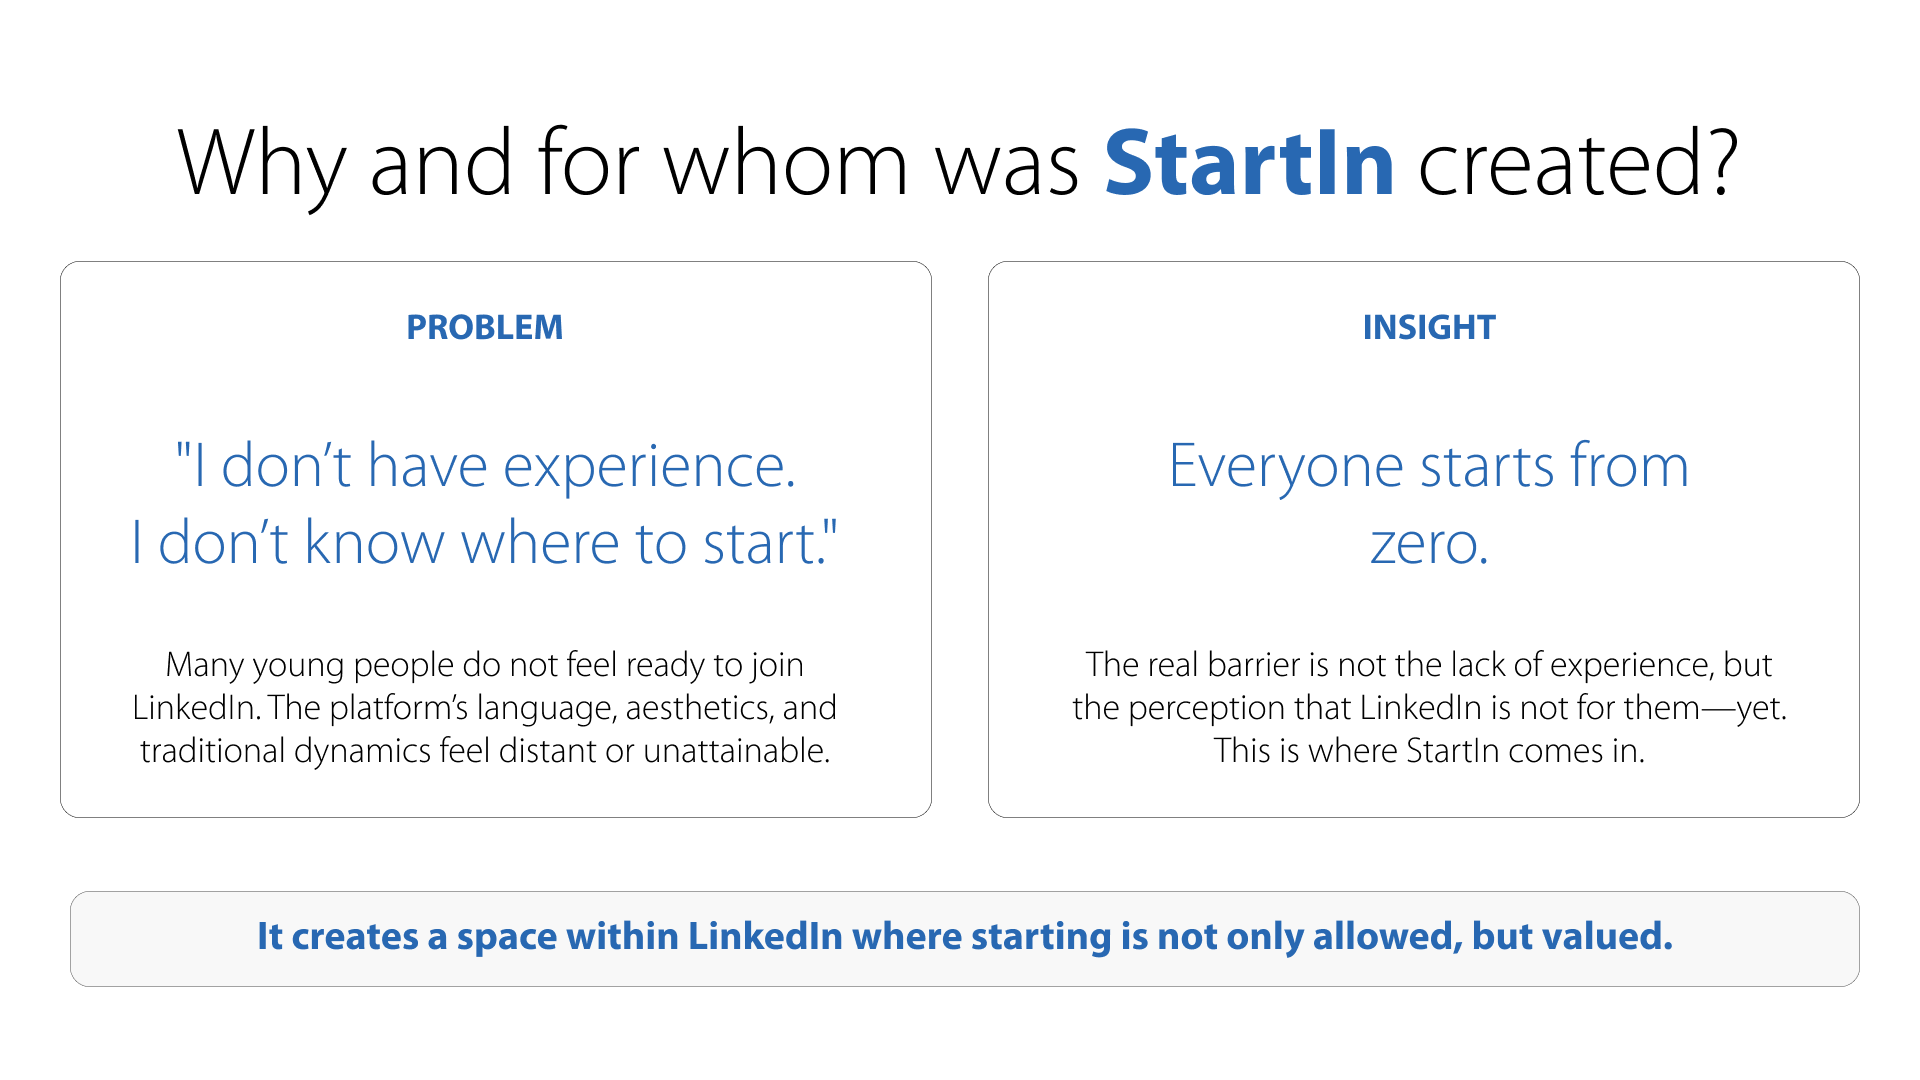 Why and for whom was StartIn created?
PROBLEM
"I don’t have experience.
I don’t know where to start."
Many young people do not feel ready to join
LinkedIn. The platform’s language, aesthetics, and
traditional dynamics feel distant or unattainable.
INSIGHT
Everyone starts from
zero.
The real barrier is not the lack of experience, but
the perception that LinkedIn is not for them—yet.
This is where StartIn comes in.
It creates a space within LinkedIn where starting is not only allowed, but valued.